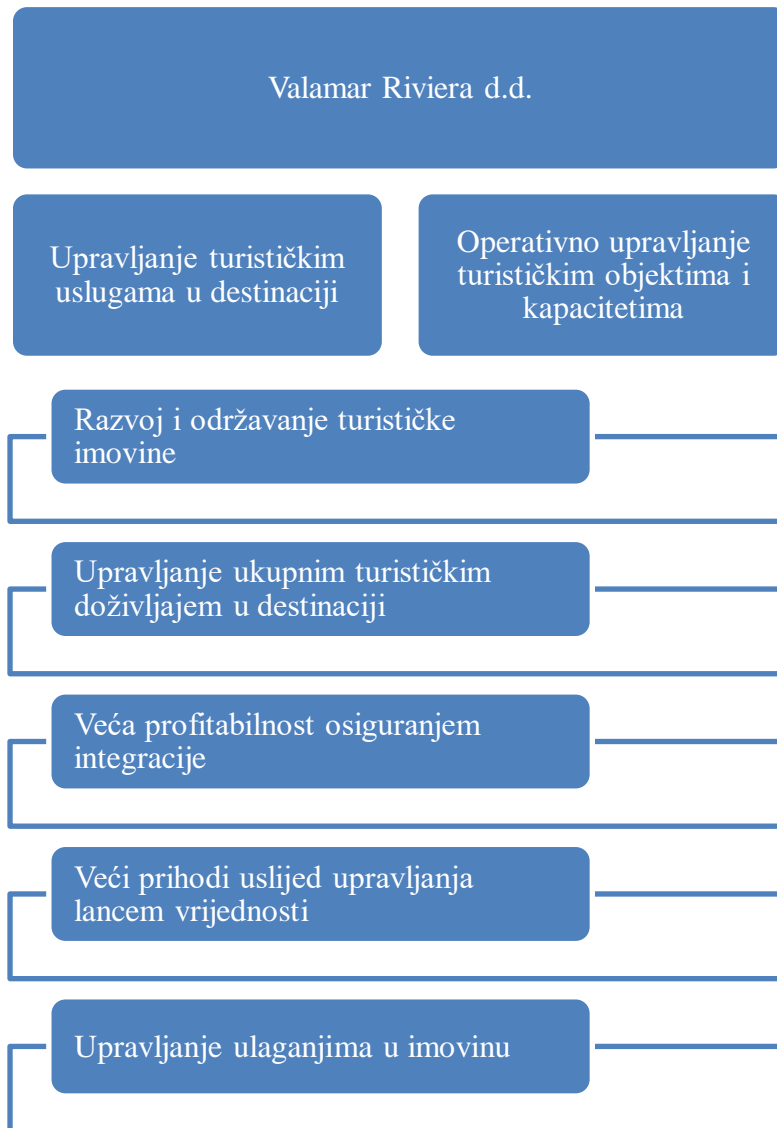 Valamar Riviera d.d.
Upravljanje turističkim
uslugama u destinaciji
Operativno upravljanje
turističkim objektima i
kapacitetima
Razvoj i održavanje turističke
imovine
Upravljanje ukupnim turističkim
doživljajem u destinaciji
Veća profitabilnost osiguranjem
integracije
Veći prihodi uslijed upravljanja
lancem vrijednosti
Upravljanje ulaganjima u imovinu